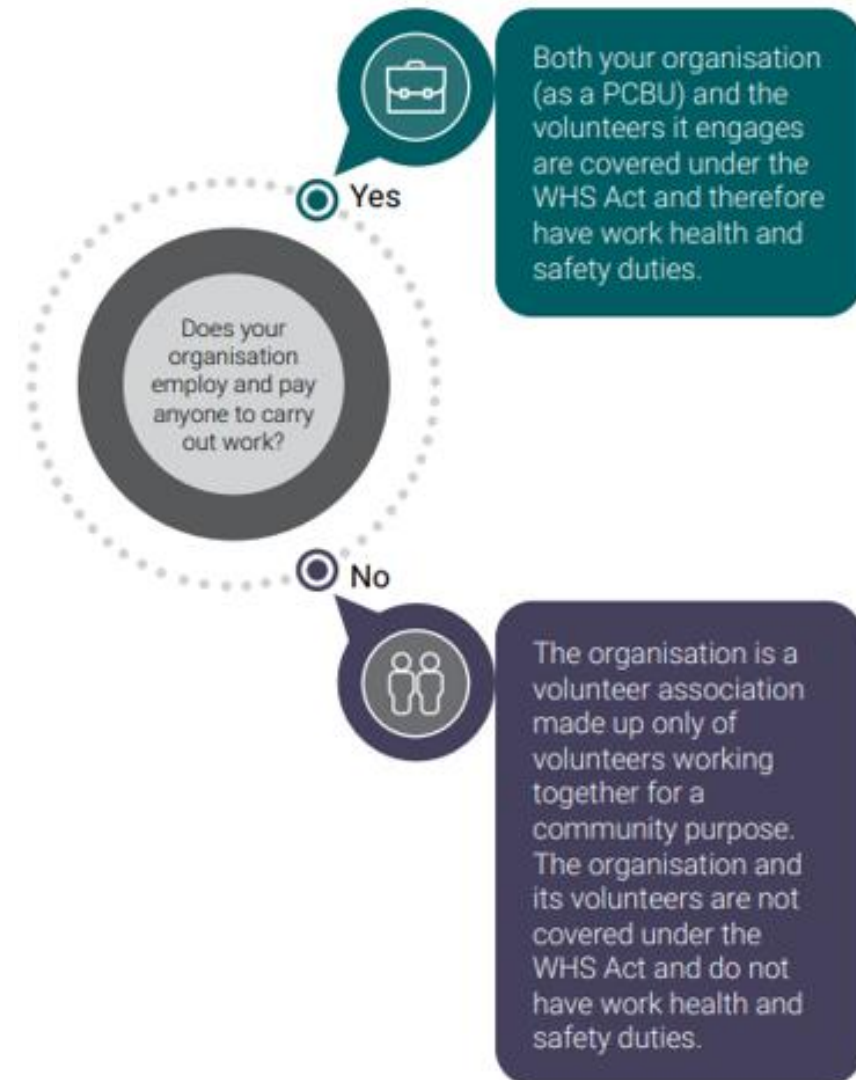 Both your organisation
(as a PCBU) and the
volunteers it engages
are covered under the
WHS Act and therefore
have work health and
safety duties.
Yes
Does your
organisation
employ and pay
anyone to carry
out work?
No
The organisation is a
volunteer association
made up only of
volunteers working
together for a
community purpose.
The organisation and
its volunteers are not
covered under the
WHS Act and do not
have work health and
safety duties.